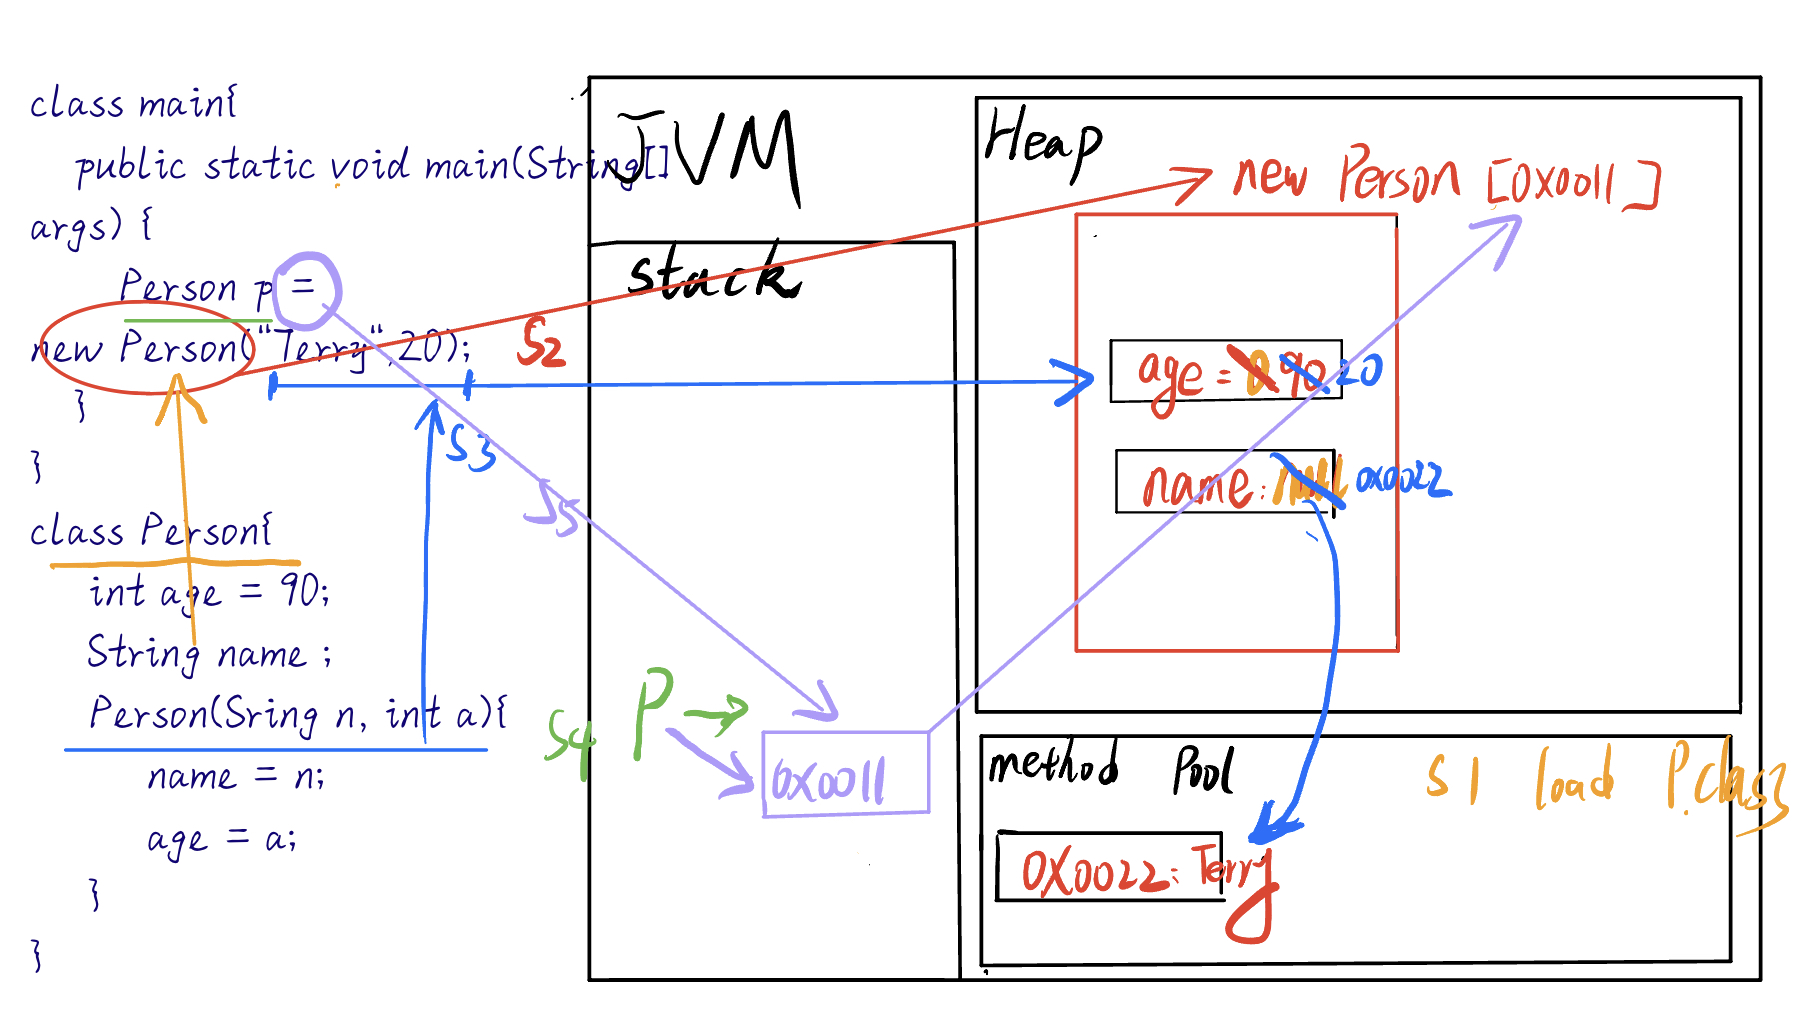 class main{
public static void main(String[]
args) {
Person p =
new Person("Terry",20);
}
}
class Person{
int age = 90;
String name ;
Person(Sring n, int a){
name = n;
age = a;
}
}
JVM
stack
S2
S3
S5
S4
P
0x0011
Heap
new Person [0x0011]
age = 0 90 20
name: null 0x0022
method Pool
S1 load P.class
0x0022: Terry